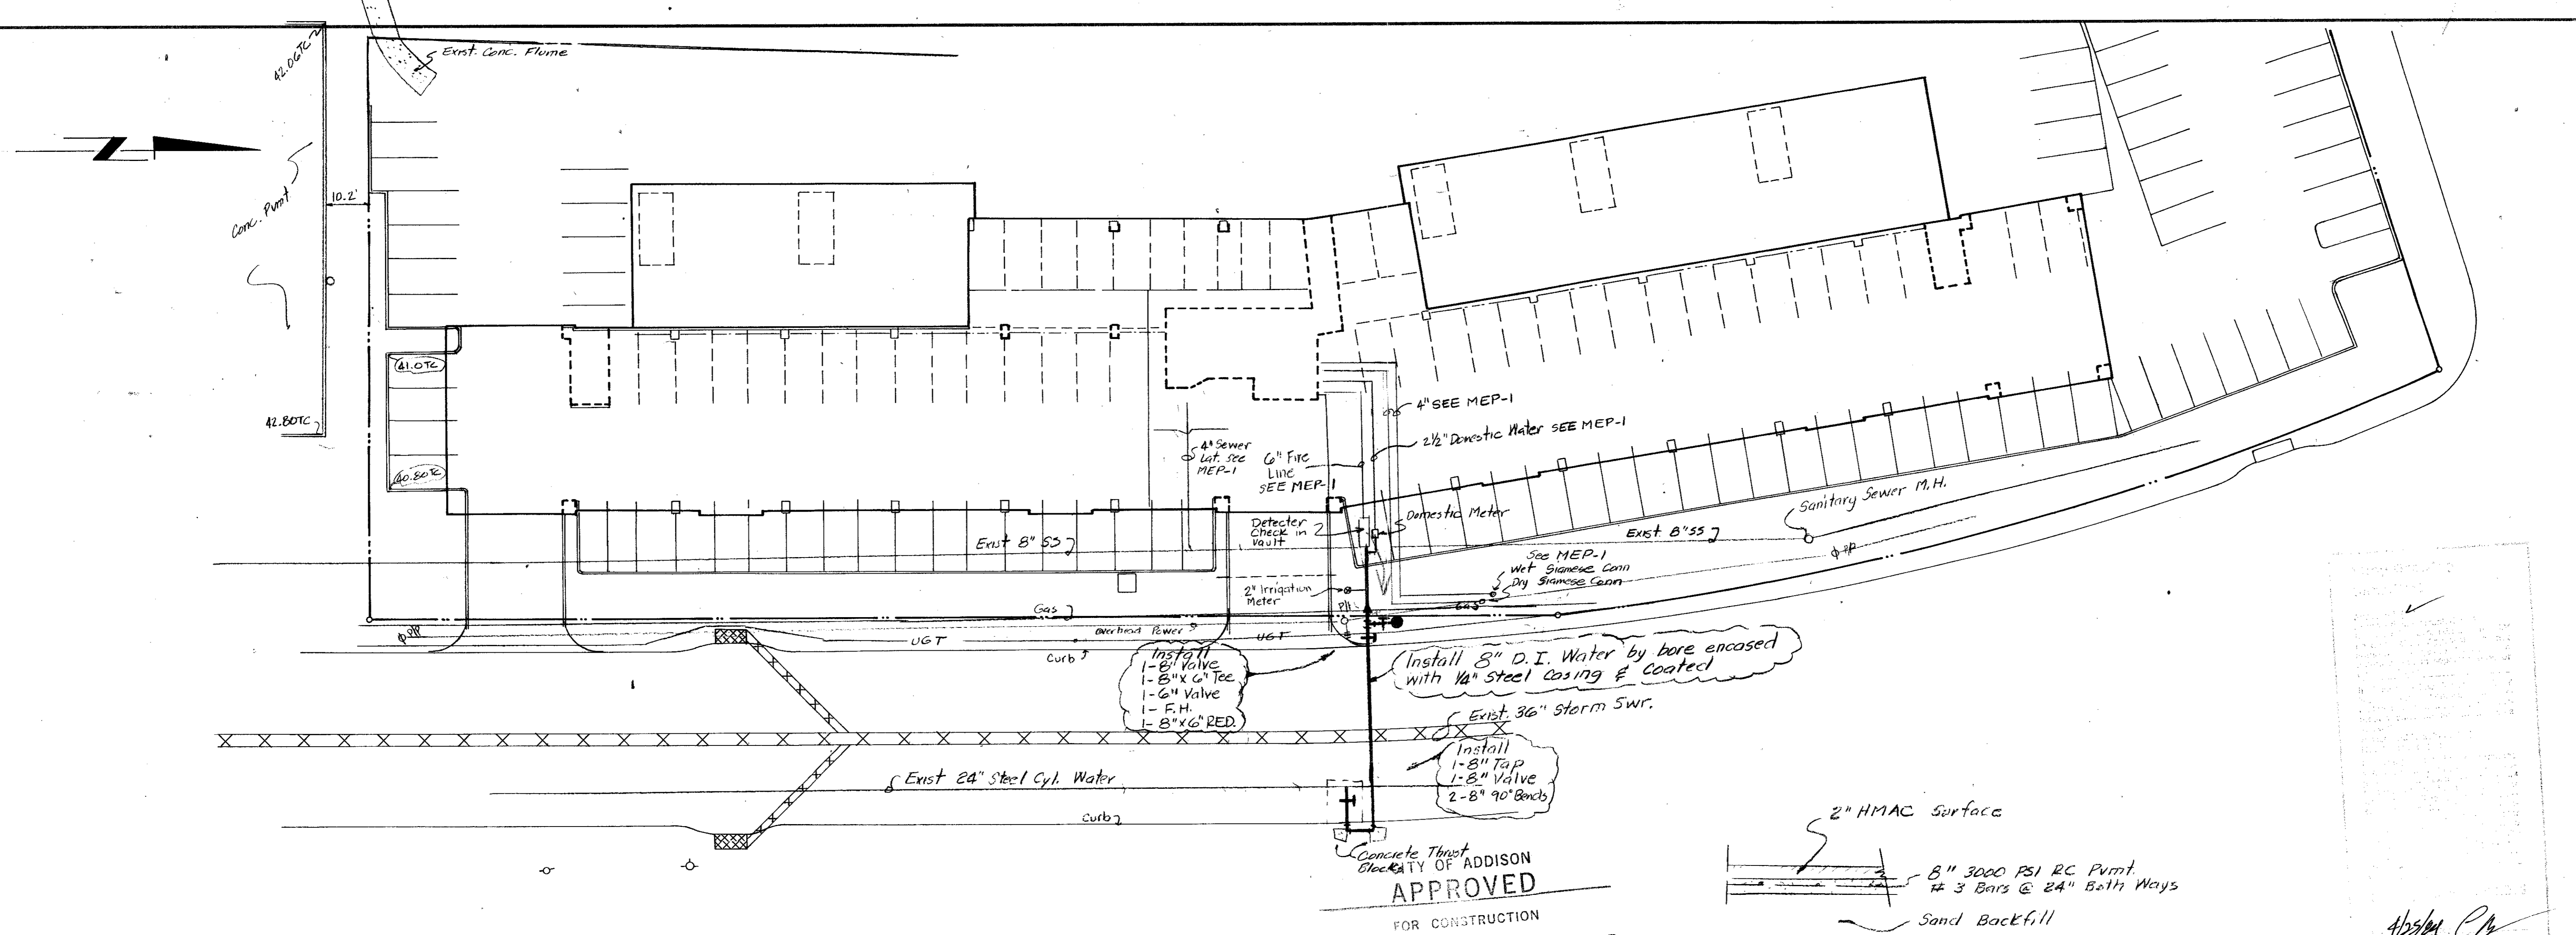 42.06TC
Exist. Conc. Flume
N
10.2'
Conc. Pvmt
41.0TC
42.80TC
40.80TC
4" SEE MEP-1
2½" Domestic Water SEE MEP-1
4" Sewer
Lat. see
MEP-1
6" Fire
Line
SEE MEP-1
Detecter
Check in
Vault
Domestic Meter
Sanitary Sewer M.H.
Exist 8" SS
Exist. 8" SS
See MEP-1
Wet Siamese Conn
Dry Siamese Conn
2" Irrigation
Meter
Gas
Gas
P/P
P/P
P/P
Overhead Power
UGT
UGT
Curb
Install
1-8" Valve
1-8"x6" Tee
1-6" Valve
1- F.H.
1-8"x6" RED.
Install 8" D.I. Water by bore encased
with ¼" Steel Casing & Coated
Exist. 36" Storm Swr.
Install
1-8" Tap
1-8" Valve
2-8" 90° Bends
Exist 24" Steel Cyl. Water
Curb
Concrete Thrust
Blocks
CITY OF ADDISON
APPROVED
FOR CONSTRUCTION
2" HMAC Surface
8" 3000 PSI RC Pvmt.
# 3 Bars @ 24" Both Ways
Sand Backfill
4/25/84